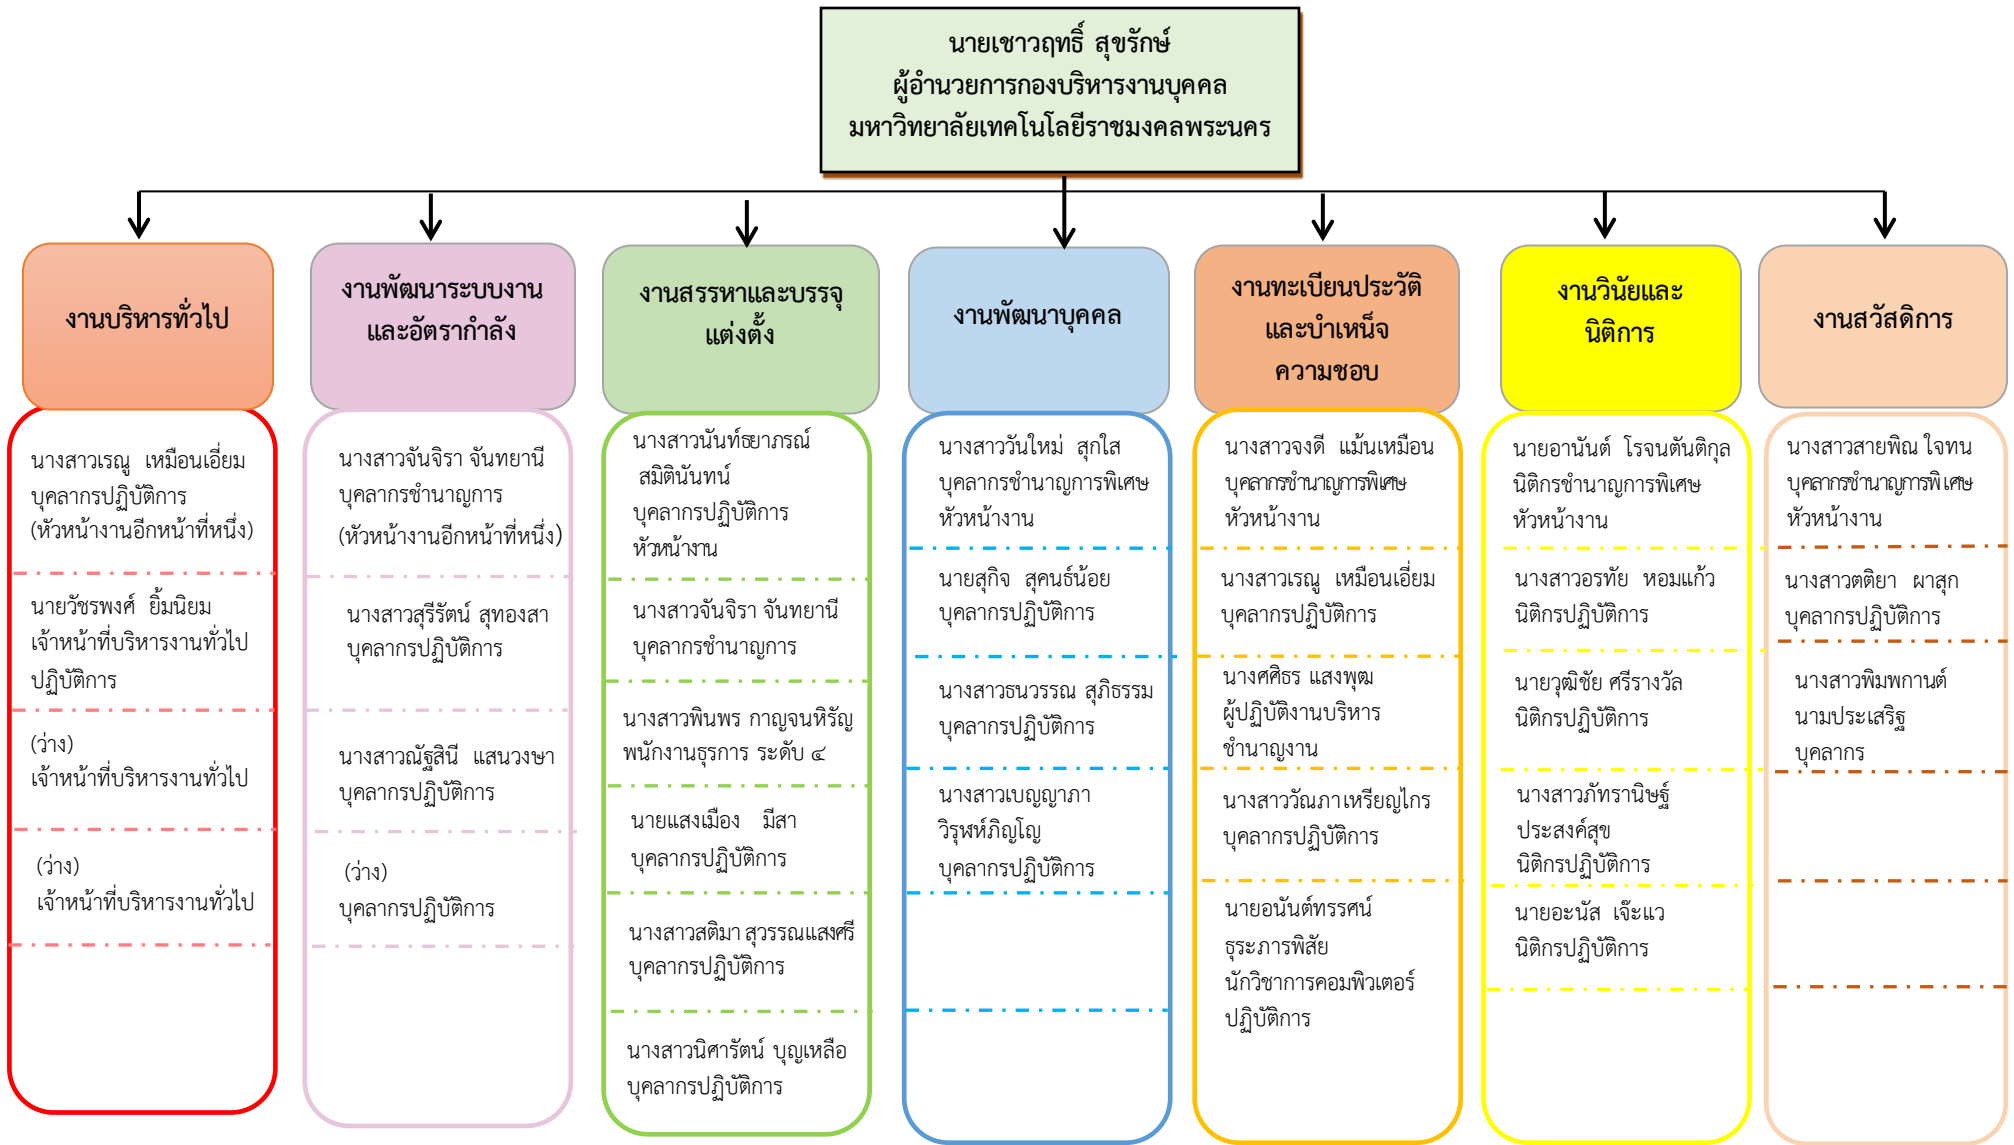 นายเชาวฤทธิ์ สุขรักษ์
ผู้อำนวยการกองบริหารงานบุคคล
มหาวิทยาลัยเทคโนโลยีราชมงคลพระนคร
งานบริหารทั่วไป
นางสาวเรณู เหมือนเอี่ยม
บุคลากรปฏิบัติการ
(หัวหน้างานอีกหน้าที่หนึ่ง)
นายวัชรพงศ์ ยิ้มนิยม
เจ้าหน้าที่บริหารงานทั่วไป
ปฏิบัติการ
(ว่าง)
เจ้าหน้าที่บริหารงานทั่วไป
(ว่าง)
เจ้าหน้าที่บริหารงานทั่วไป
งานพัฒนาระบบงาน
และอัตรากำลัง
นางสาวจันจิรา จันทยานี
บุคลากรชำนาญการ
(หัวหน้างานอีกหน้าที่หนึ่ง)
นางสาวสุรีรัตน์ สุทองสา
บุคลากรปฏิบัติการ
นางสาวณัฐสินี แสนวงษา
บุคลากรปฏิบัติการ
(ว่าง)
บุคลากรปฏิบัติการ
งานสรรหาและบรรจุ
แต่งตั้ง
นางสาวนันท์ธยาภรณ์
สมิตินันทน์
บุคลากรปฏิบัติการ
หัวหน้างาน
นางสาวจันจิรา จันทยานี
บุคลากรชำนาญการ
นางสาวพินพร กาญจนหิรัญ
พนักงานธุรการ ระดับ ๔
นายแสงเมือง มีสา
บุคลากรปฏิบัติการ
นางสาวสติมา สุวรรณแสงศรี
บุคลากรปฏิบัติการ
นางสาวนิศารัตน์ บุญเหลือ
บุคลากรปฏิบัติการ
งานพัฒนาบุคคล
นางสาววันใหม่ สุกใส
บุคลากรชำนาญการพิเศษ
หัวหน้างาน
นายสุกิจ สุคนธ์น้อย
บุคลากรปฏิบัติการ
นางสาวธนวรรณ สุภิธรรม
บุคลากรปฏิบัติการ
นางสาวเบญญาภา
วิรุฬห์ภิญโญ
บุคลากรปฏิบัติการ
งานทะเบียนประวัติ
และบำเหน็จ
ความชอบ
นางสาวจงดี แม้นเหมือน
บุคลากรชำนาญการพิเศษ
หัวหน้างาน
นางสาวเรณู เหมือนเอี่ยม
บุคลากรปฏิบัติการ
นางศศิธร แสงพุฒ
ผู้ปฏิบัติงานบริหาร
ชำนาญงาน
นางสาววัณภา เหรียญไกร
บุคลากรปฏิบัติการ
นายอนันต์ทรรศน์
ธุระภารพิสัย
นักวิชาการคอมพิวเตอร์
ปฏิบัติการ
งานวินัยและ
นิติการ
นายอานันต์ โรจนตันติกุล
นิติกรชำนาญการพิเศษ
หัวหน้างาน
นางสาวอรทัย หอมแก้ว
นิติกรปฏิบัติการ
นายวุฒิชัย ศรีรางวัล
นิติกรปฏิบัติการ
นางสาวภัทรานิษฐ์
ประสงค์สุข
นิติกรปฏิบัติการ
นายอะนัส เจ๊ะแว
นิติกรปฏิบัติการ
งานสวัสดิการ
นางสาวสายพิณ ใจทน
บุคลากรชำนาญการพิเศษ
หัวหน้างาน
นางสาวตติยา ผาสุก
บุคลากรปฏิบัติการ
นางสาวพิมพกานต์
นามประเสริฐ
บุคลากร